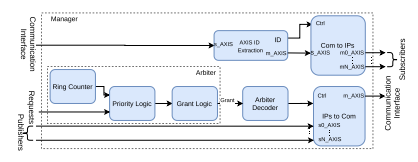 Manager
Communication
Interface
s_AXIS
AXIS ID
Extraction
ID
m_AXIS
Ctrl
S_AXIS
Com to IPs
m0_AXIS
mN_AXIS
Subscribers
Arbiter
Ring Counter
Priority Logic
Grant Logic
Grant
Arbiter
Decoder
Ctrl
m_AXIS
IPs to Com
s0_AXIS
sN_AXIS
Communication
Interface
Requests
Publishers